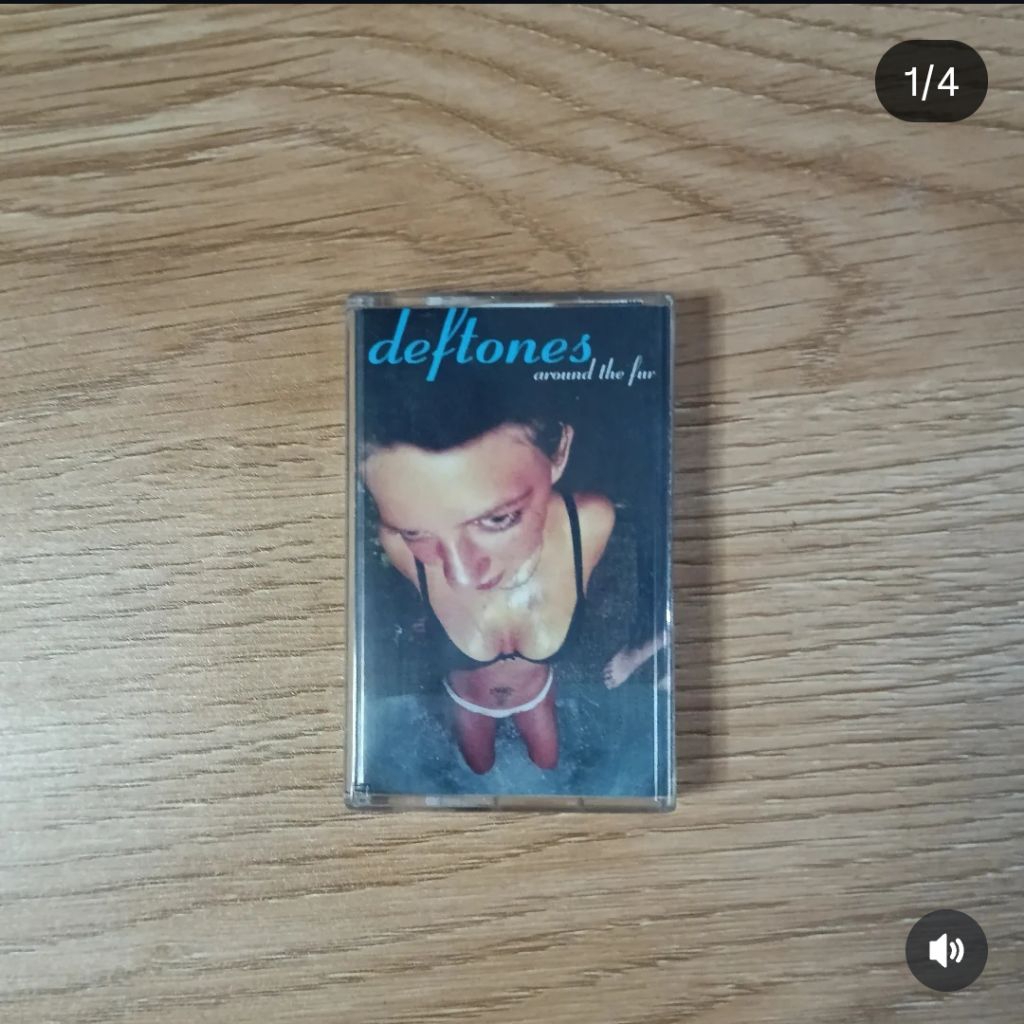 1/4
deftones
around the fur